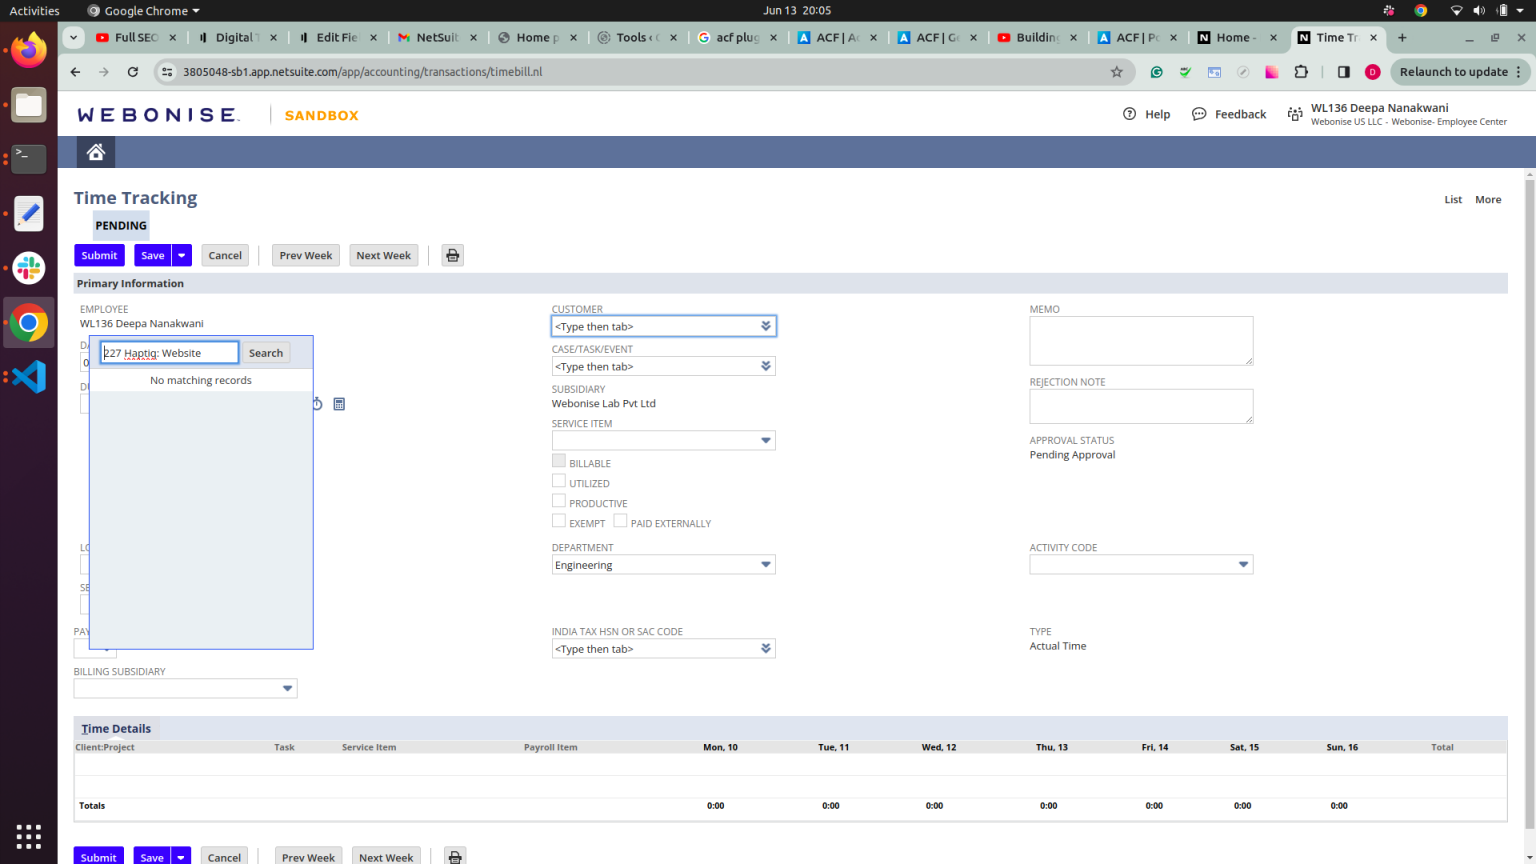 Activities
Google Chrome
Jun 13 20:05
Full SEO
Digital T
Edit Fie
NetSuit
Home p
Tools ‹
acf plug
ACF | A
ACF | Ge
Building
ACF | Po
Home -
Time Tr
3805048-sb1.app.netsuite.com/app/accounting/transactions/timebill.nl
D
Relaunch to update
WEBONISE
SANDBOX
Help
Feedback
WL136 Deepa Nanakwani
Webonise US LLC - Webonise- Employee Center
Time Tracking
List
More
PENDING
Submit
Save
Cancel
Prev Week
Next Week
Primary Information
EMPLOYEE
WL136 Deepa Nanakwani
227 Haptiq: Website
Search
No matching records
DA
0
DU
LO
SE
PAY
BILLING SUBSIDIARY
CUSTOMER
<Type then tab>
CASE/TASK/EVENT
<Type then tab>
SUBSIDIARY
Webonise Lab Pvt Ltd
SERVICE ITEM
BILLABLE
UTILIZED
PRODUCTIVE
EXEMPT
PAID EXTERNALLY
DEPARTMENT
Engineering
INDIA TAX HSN OR SAC CODE
<Type then tab>
MEMO
REJECTION NOTE
APPROVAL STATUS
Pending Approval
ACTIVITY CODE
TYPE
Actual Time
Time Details
Client:Project Task Service Item Payroll Item Mon, 10 Tue, 11 Wed, 12 Thu, 13 Fri, 14 Sat, 15 Sun, 16 Total
Totals 0:00 0:00 0:00 0:00 0:00 0:00 0:00
Submit
Save
Cancel
Prev Week
Next Week